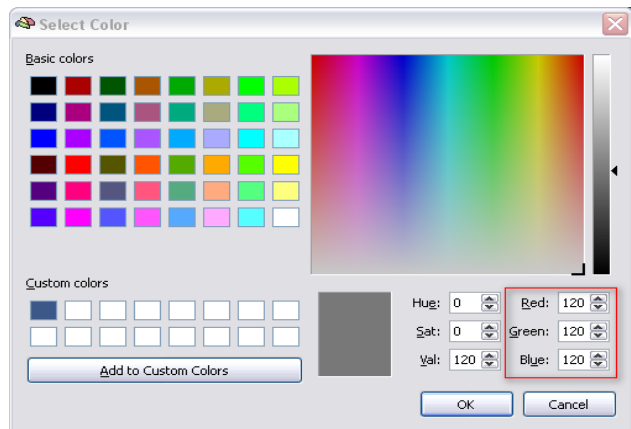 Select Color
Basic colors
Custom colors
Add to Custom Colors
Hue: 0 Red: 120
Sat: 0 Green: 120
Val: 120 Blue: 120
OK Cancel